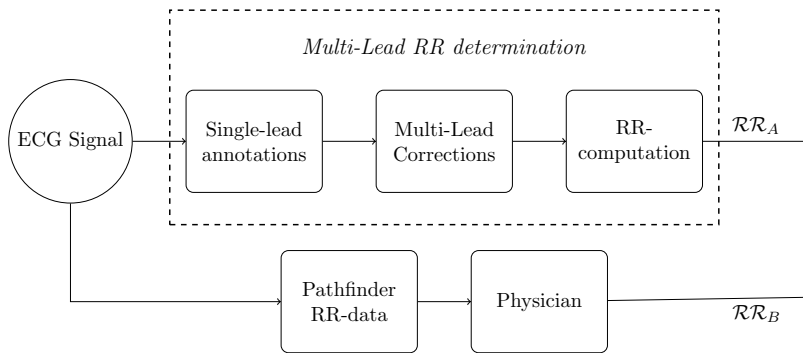 Multi-Lead RR determination
ECG Signal
Single-lead
annotations
Multi-Lead
Corrections
RR-
computation
𝓡𝓡_A
Pathfinder
RR-data
Physician
𝓡𝓡_B